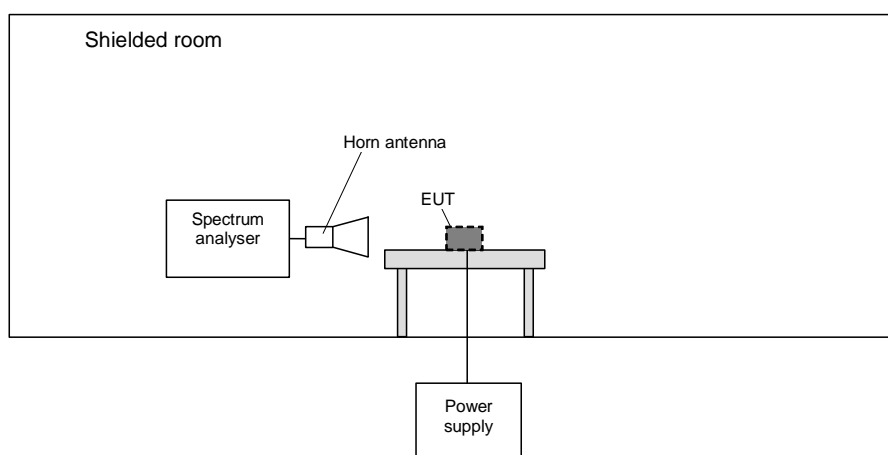 Shielded room
Horn antenna
EUT
Spectrum
analyser
Power
supply